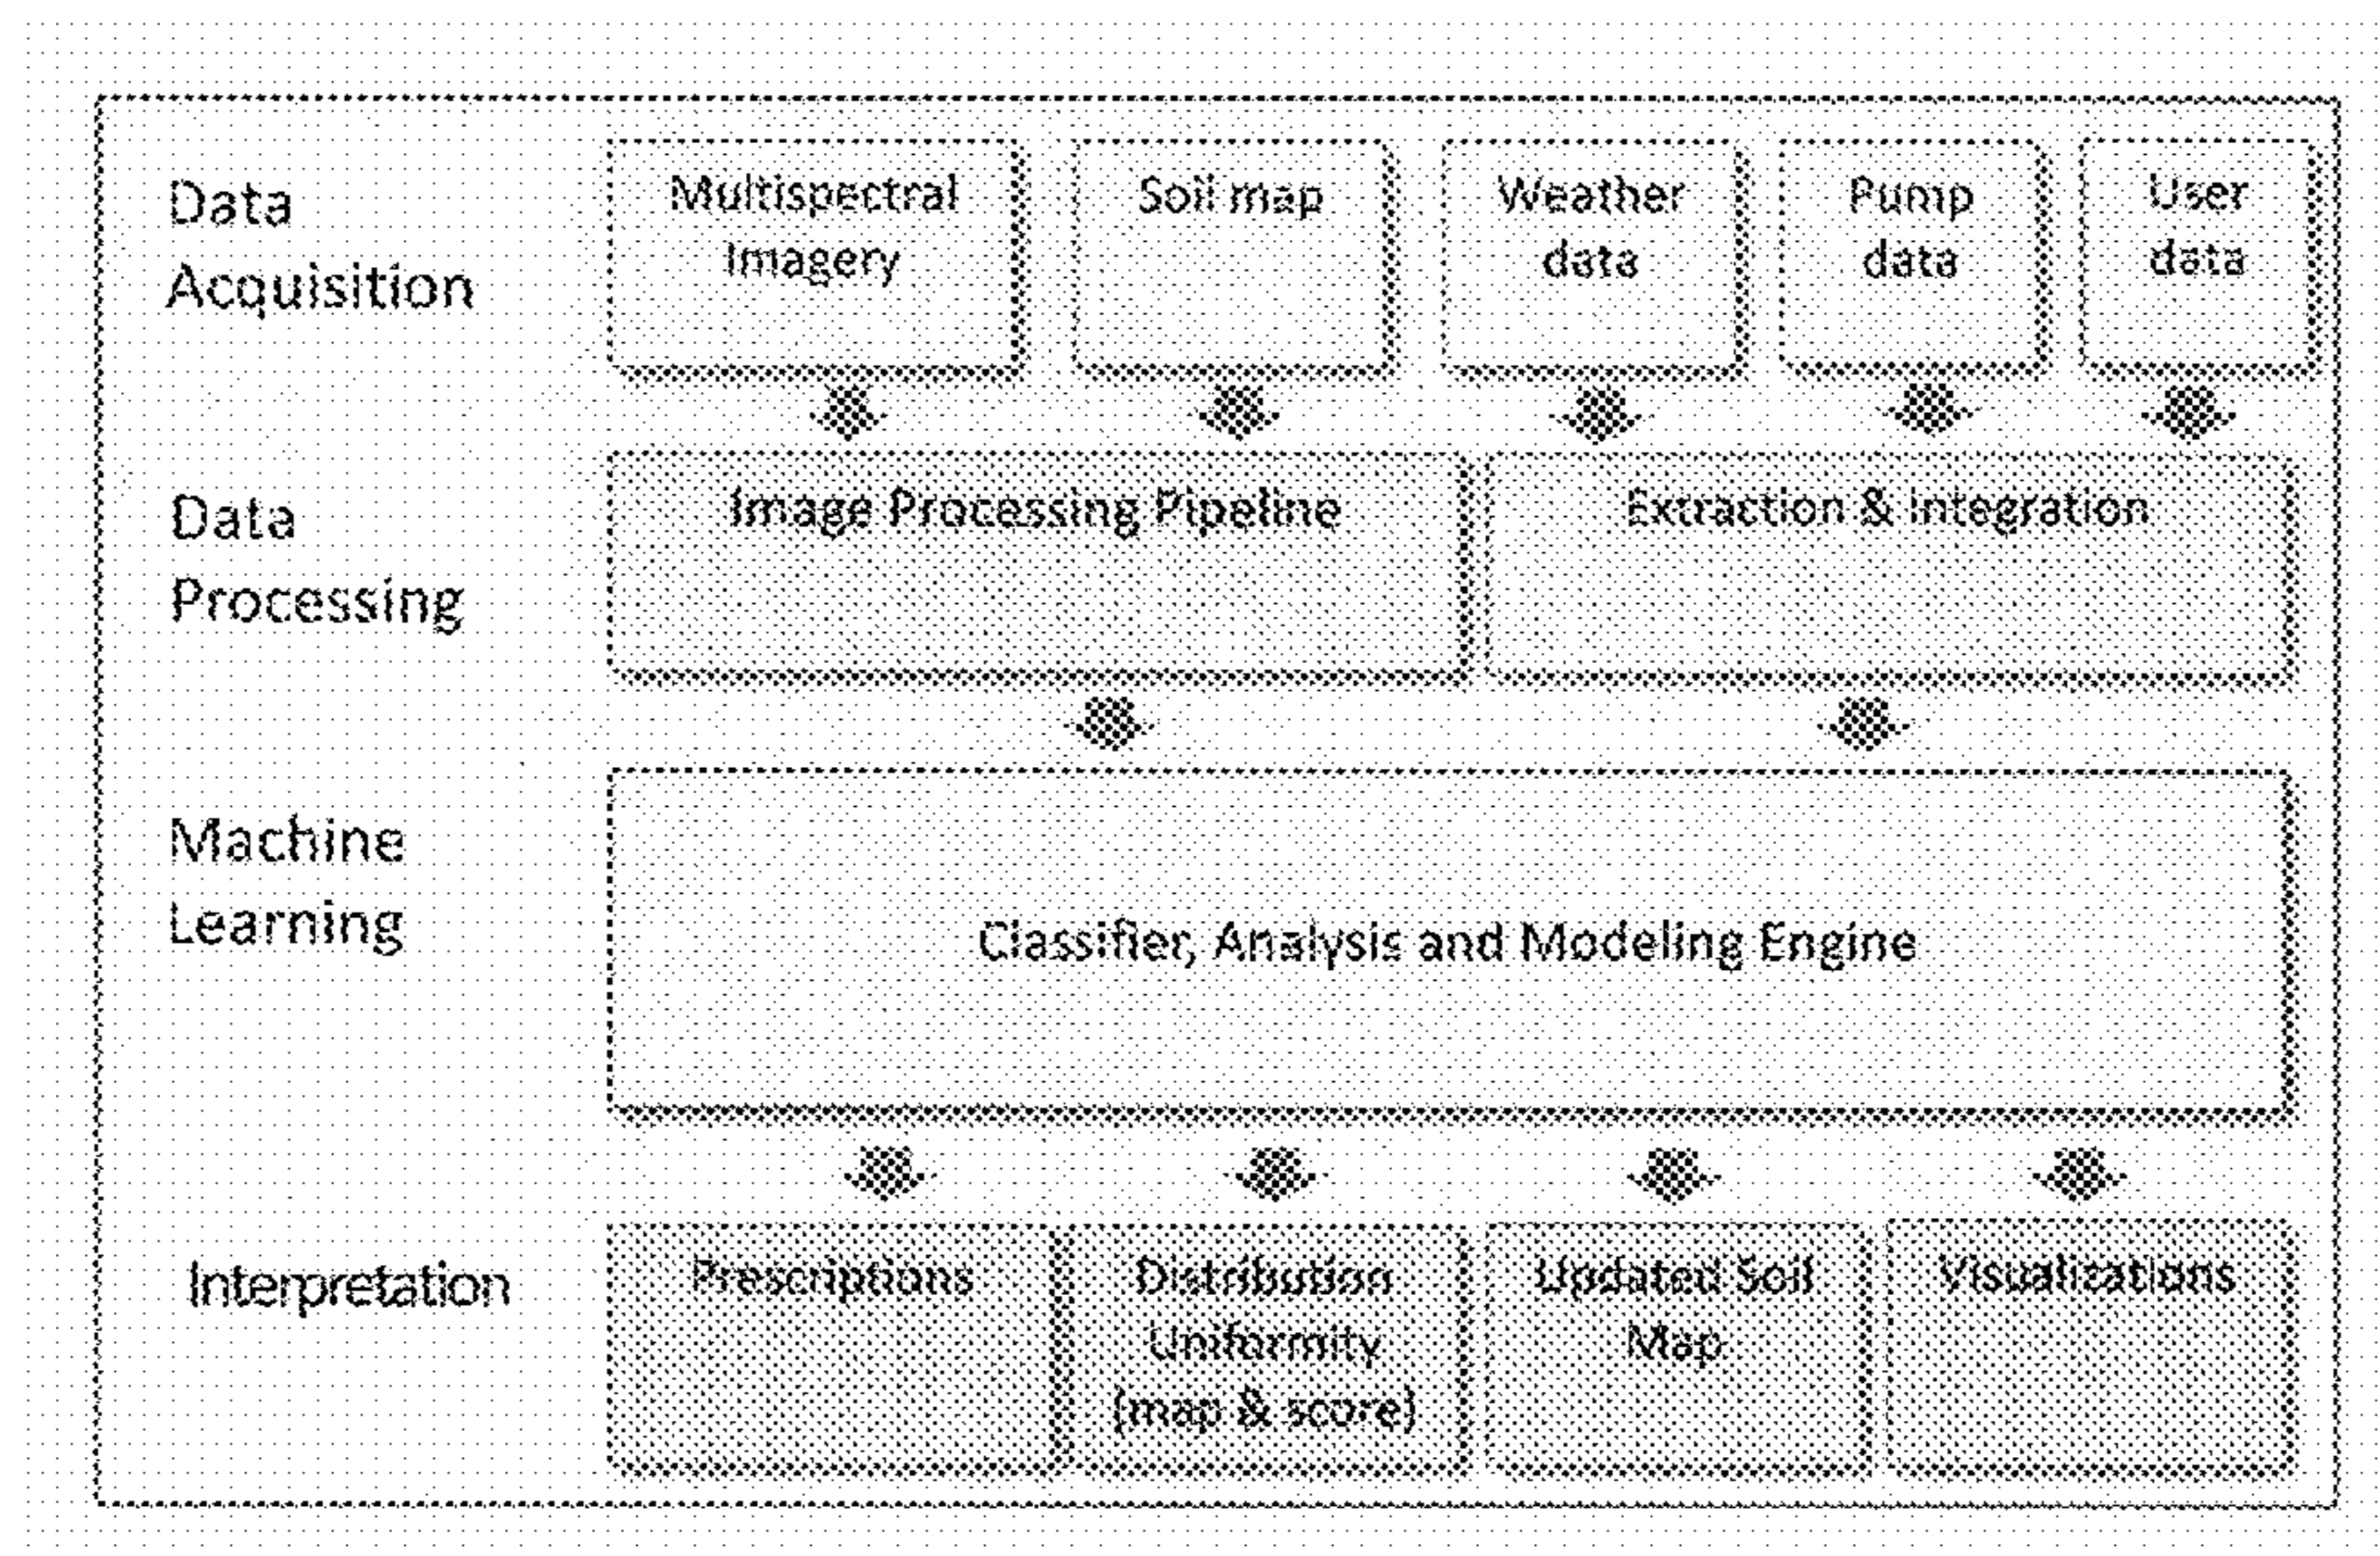 Data
Acquisition
Multispectral
Imagery
Soil map
Weather
data
Pump
data
User
data
Data
Processing
Image Processing Pipeline
Extraction & Integration
Machine
Learning
Classifier, Analysis and Modeling Engine
Interpretation
Prescriptions
Distribution
Uniformity
(map & score)
Updated Soil
Map
Visualizations